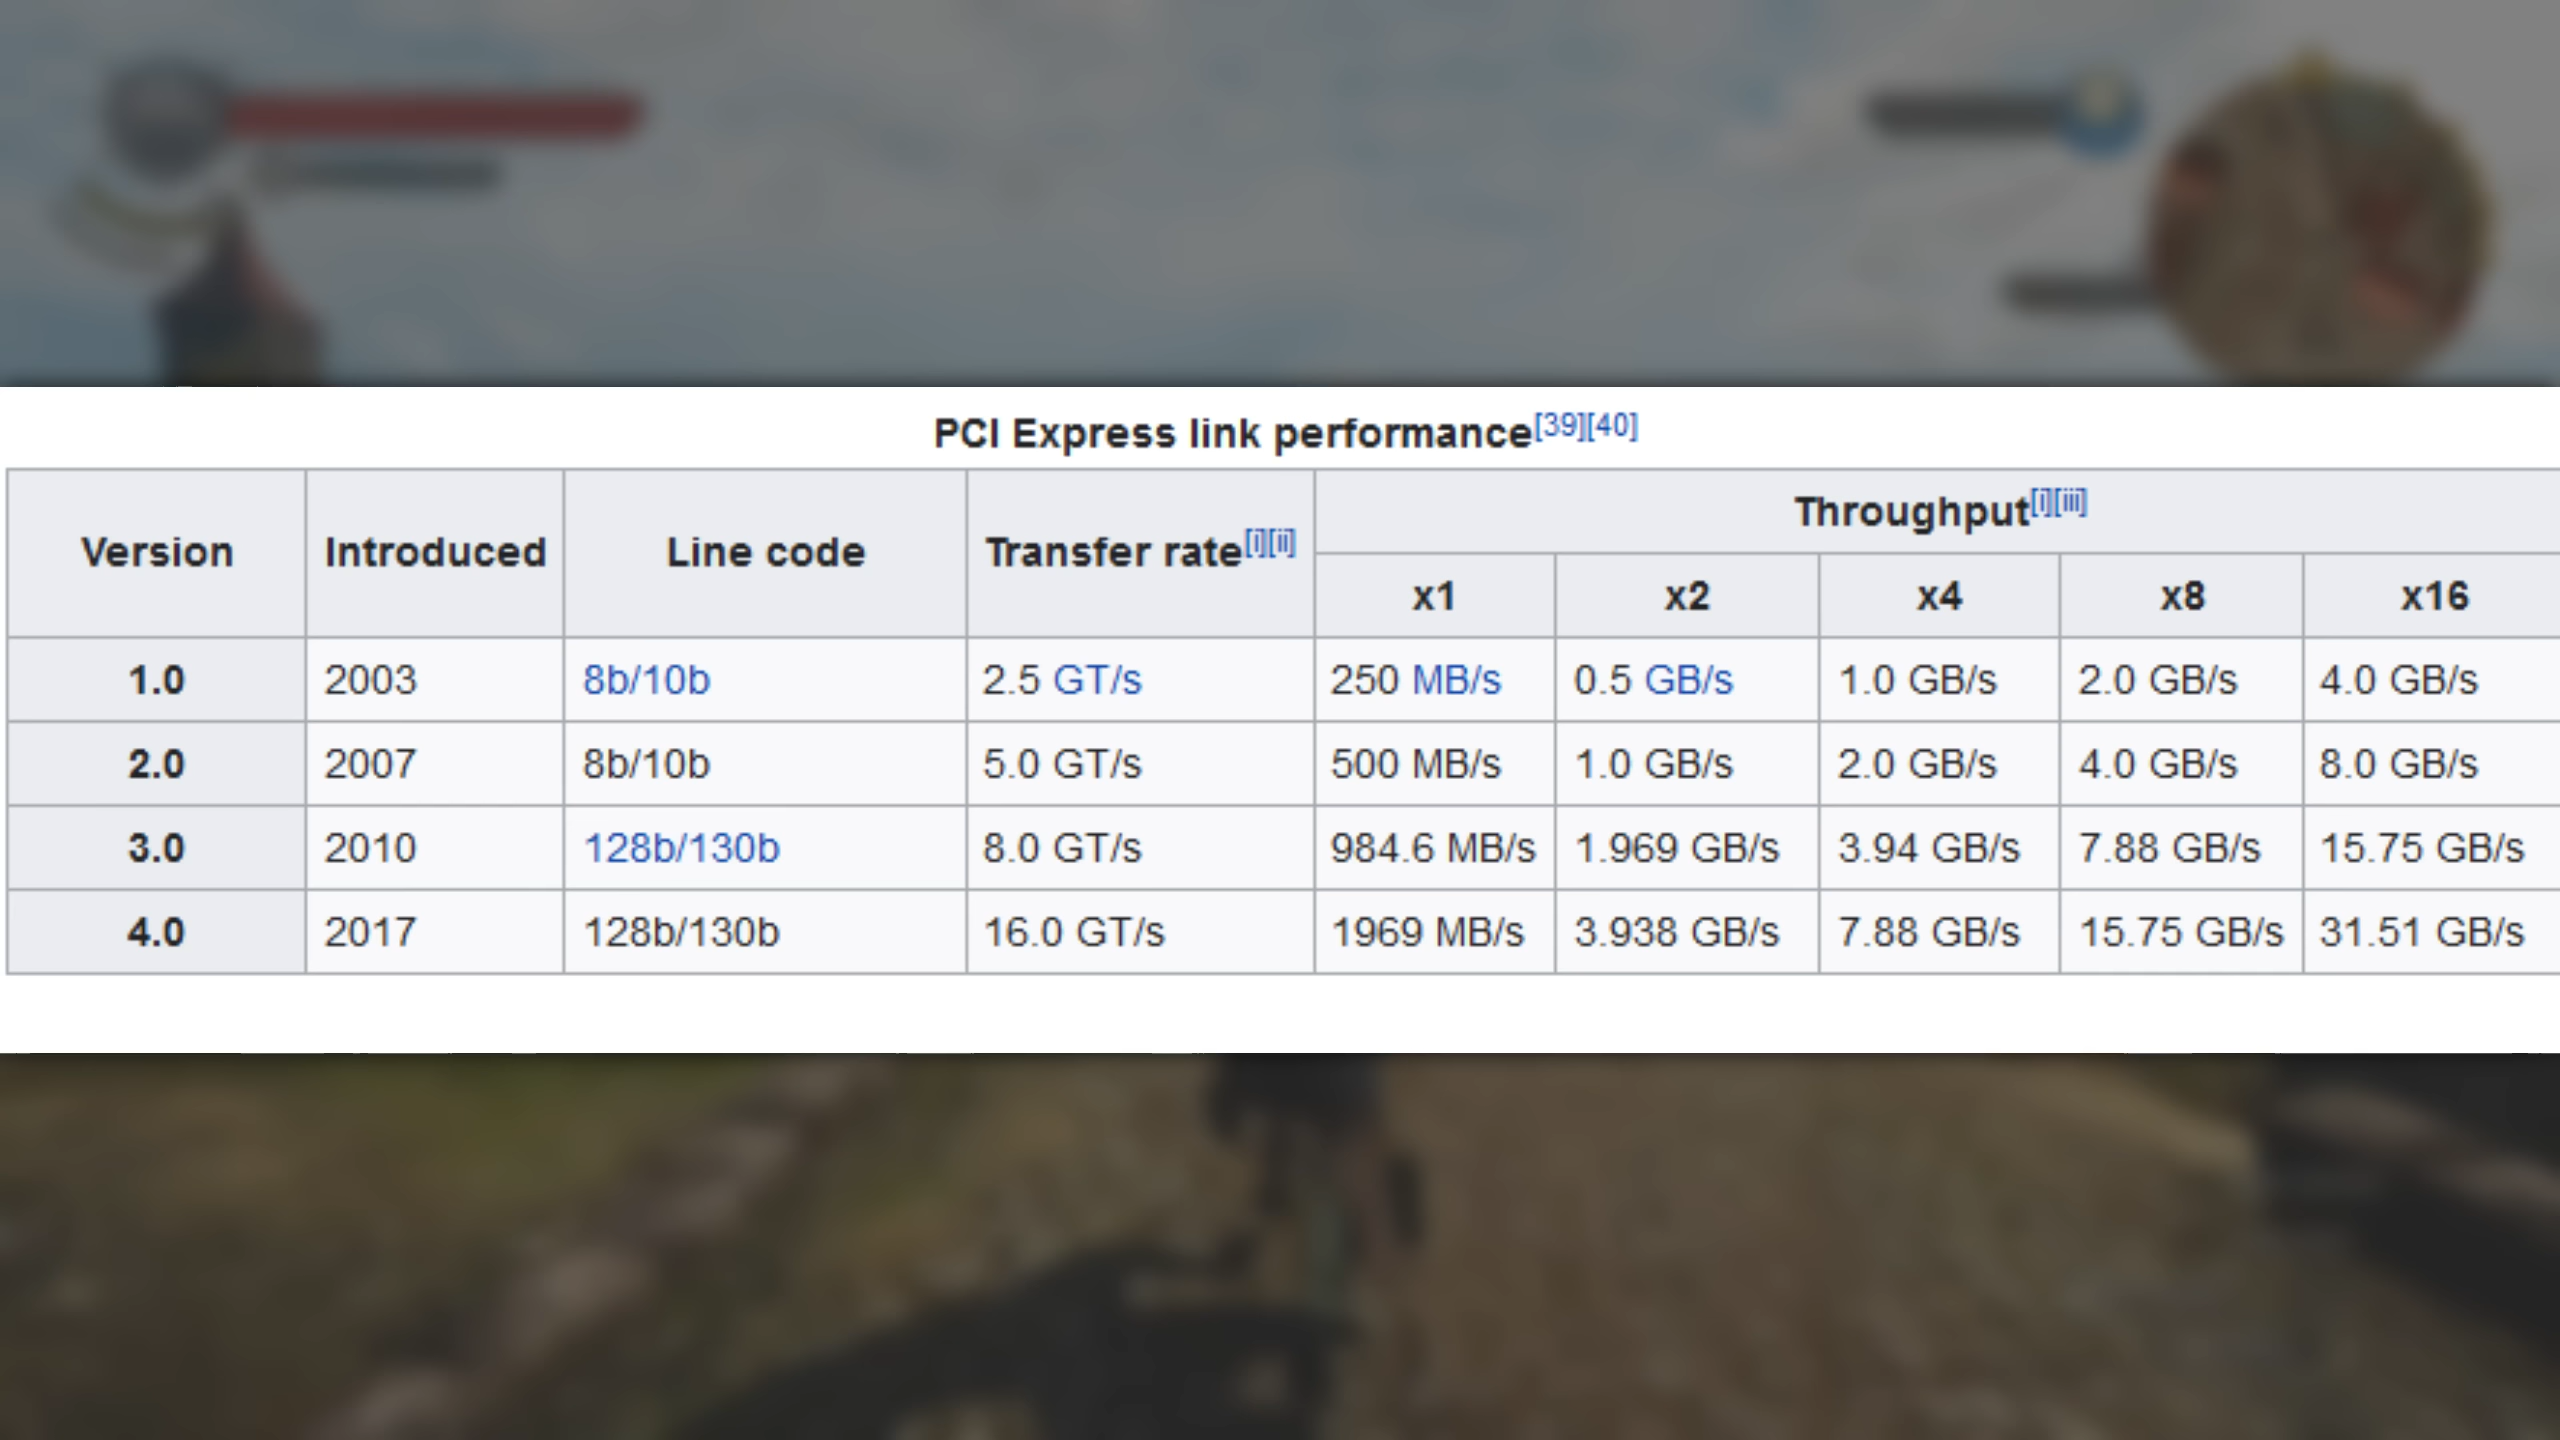 PCI Express link performance[39][40]
Version Introduced Line code Transfer rate[i][ii] Throughput[i][iii]
x1 x2 x4 x8 x16
1.0 2003 8b/10b 2.5 GT/s 250 MB/s 0.5 GB/s 1.0 GB/s 2.0 GB/s 4.0 GB/s
2.0 2007 8b/10b 5.0 GT/s 500 MB/s 1.0 GB/s 2.0 GB/s 4.0 GB/s 8.0 GB/s
3.0 2010 128b/130b 8.0 GT/s 984.6 MB/s 1.969 GB/s 3.94 GB/s 7.88 GB/s 15.75 GB/s
4.0 2017 128b/130b 16.0 GT/s 1969 MB/s 3.938 GB/s 7.88 GB/s 15.75 GB/s 31.51 GB/s